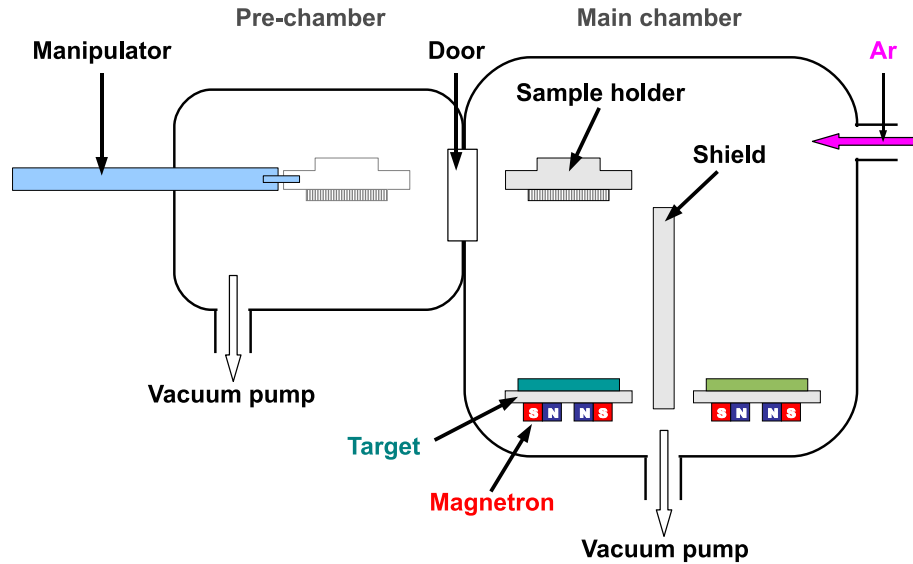 Pre-chamber
Main chamber
Manipulator
Door
Ar
Sample holder
Shield
Vacuum pump
S N N S
S N N S
Target
Magnetron
Vacuum pump